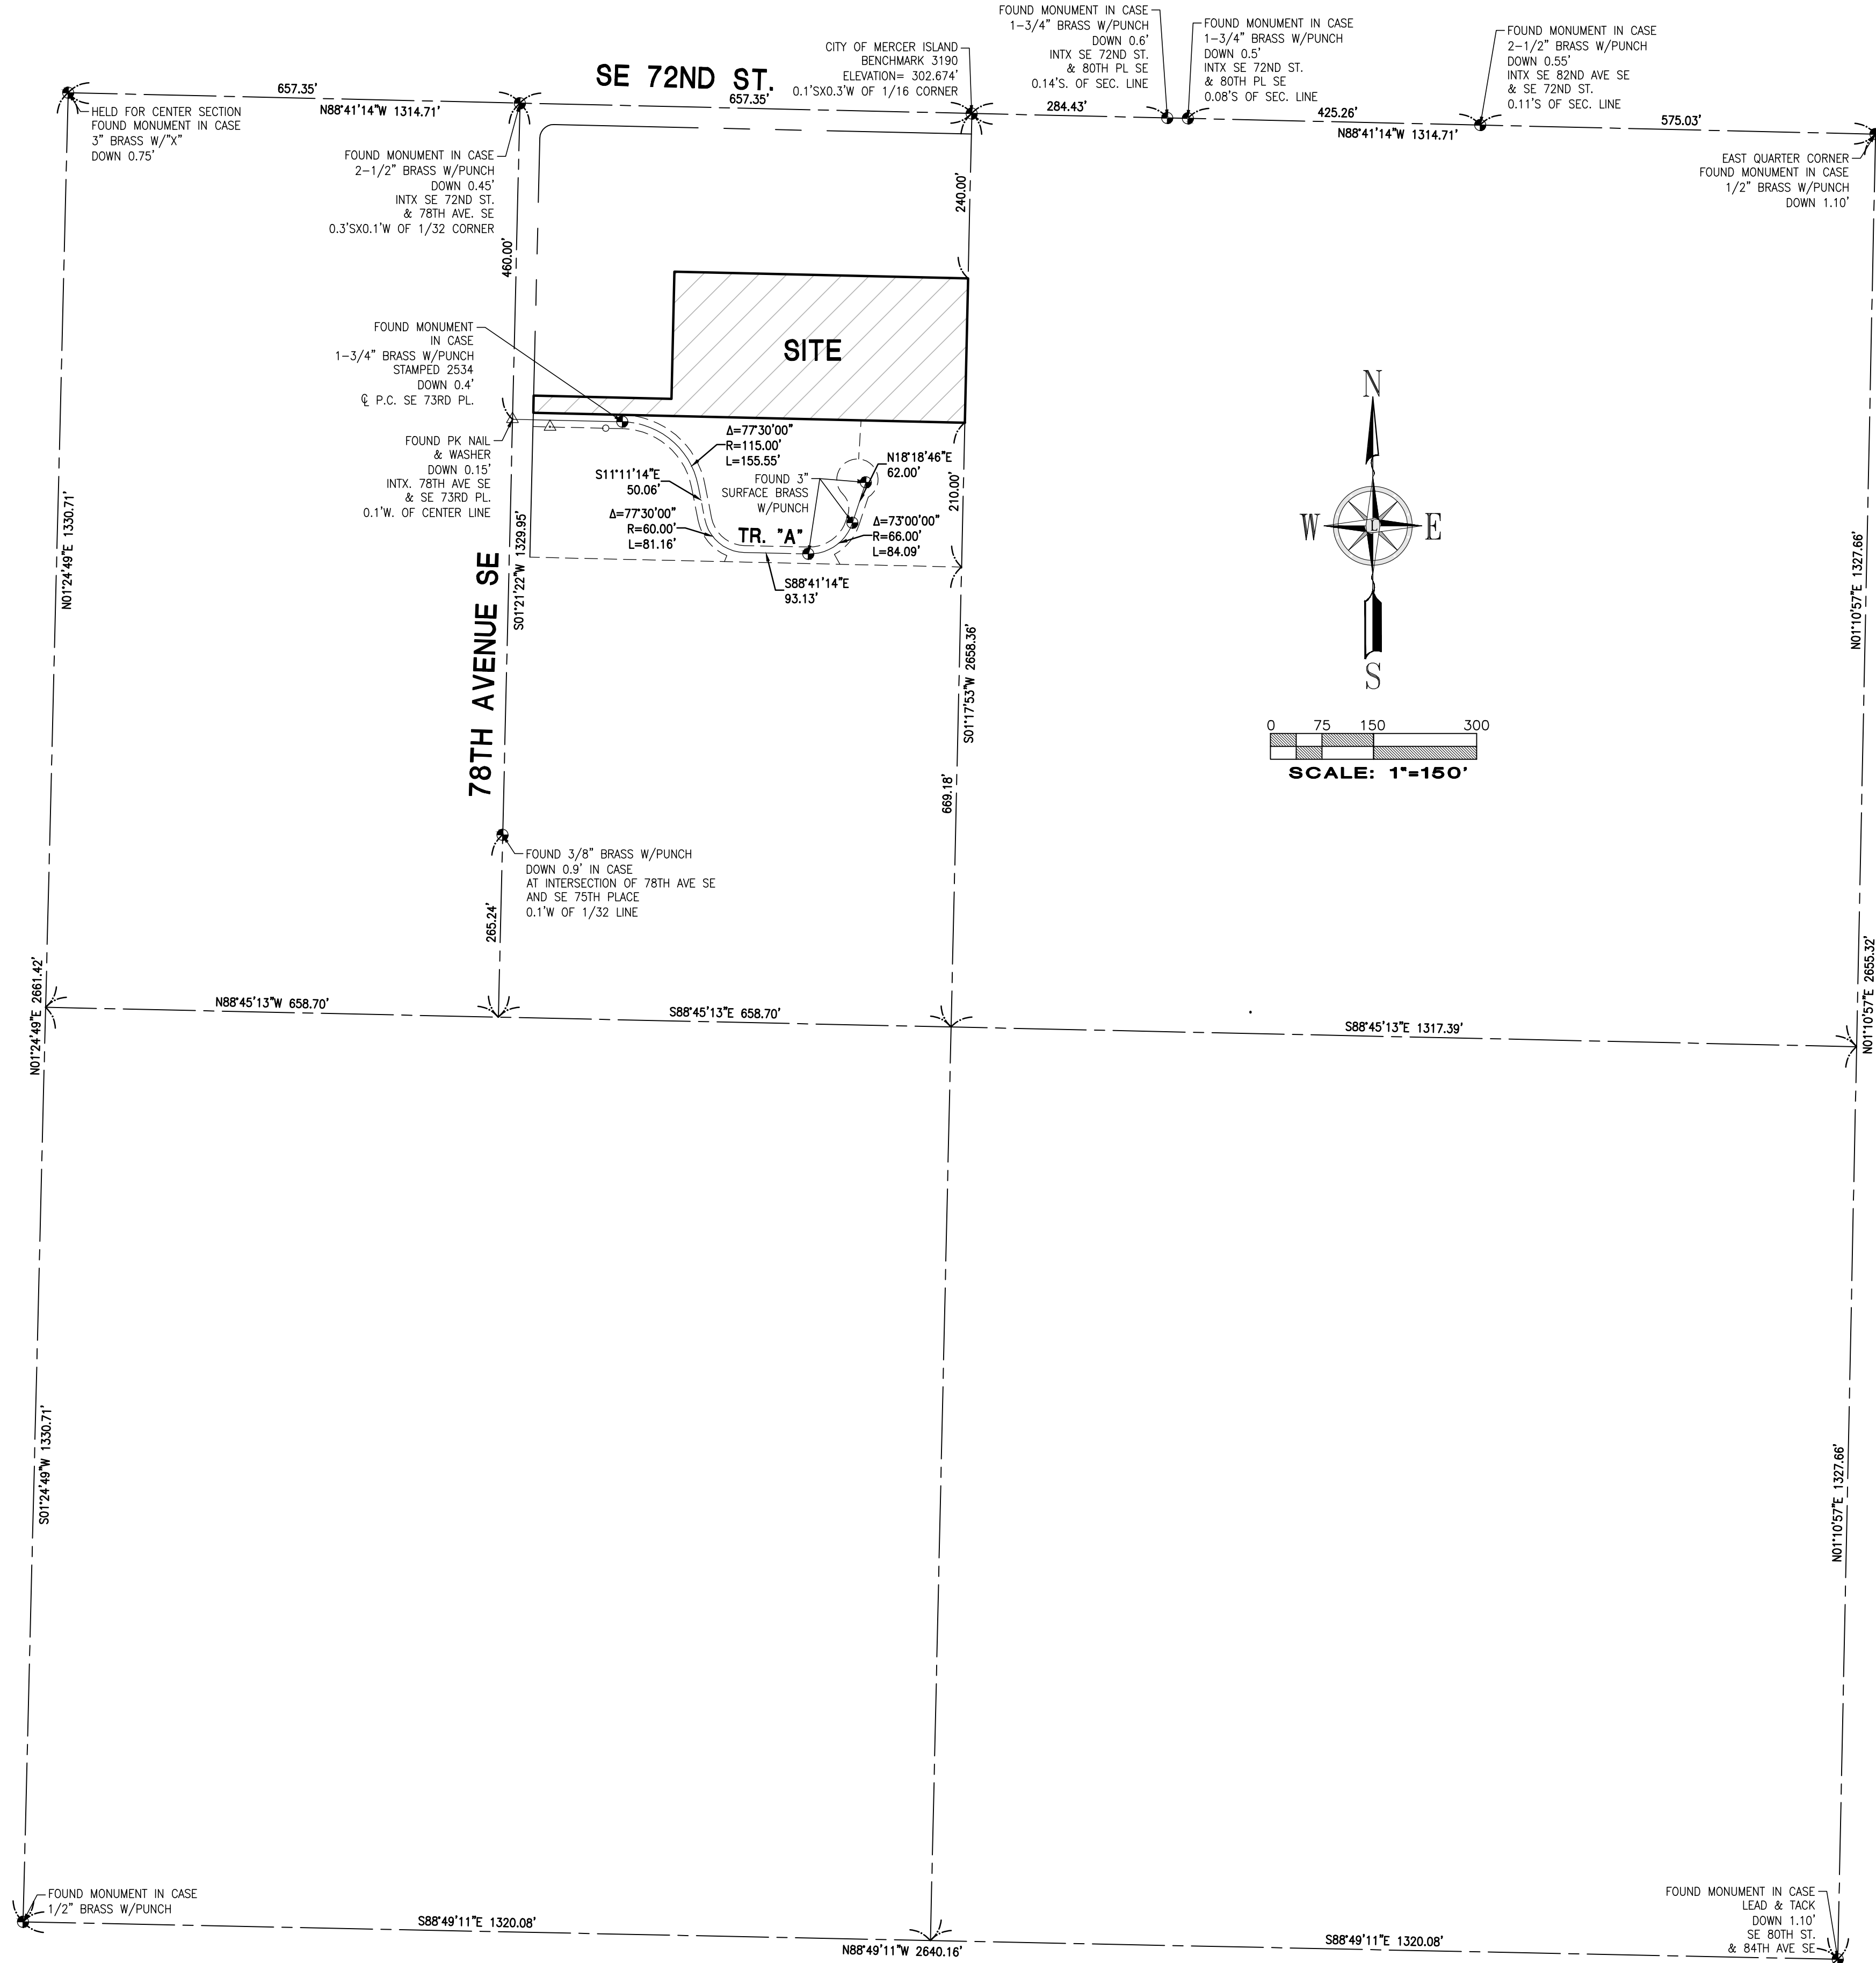 FOUND MONUMENT IN CASE
1-3/4" BRASS W/PUNCH
DOWN 0.6'
INTX SE 72ND ST.
& 80TH PL SE
0.14'S. OF SEC. LINE
FOUND MONUMENT IN CASE
1-3/4" BRASS W/PUNCH
DOWN 0.5'
INTX SE 72ND ST.
& 80TH PL SE
0.08'S OF SEC. LINE
FOUND MONUMENT IN CASE
2-1/2" BRASS W/PUNCH
DOWN 0.55'
INTX SE 82ND AVE SE
& SE 72ND ST.
0.11'S OF SEC. LINE
CITY OF MERCER ISLAND
BENCHMARK 3190
ELEVATION= 302.674'
0.1'SX0.3'W OF 1/16 CORNER
SE 72ND ST.
657.35'
N88°41'14"W 1314.71'
657.35'
284.43'
425.26'
N88°41'14"W 1314.71'
575.03'
HELD FOR CENTER SECTION
FOUND MONUMENT IN CASE
3" BRASS W/"X"
DOWN 0.75'
FOUND MONUMENT IN CASE
2-1/2" BRASS W/PUNCH
DOWN 0.45'
INTX SE 72ND ST.
& 78TH AVE. SE
0.3'SX0.1'W OF 1/32 CORNER
EAST QUARTER CORNER
FOUND MONUMENT IN CASE
1/2" BRASS W/PUNCH
DOWN 1.10'
240.00'
460.00'
FOUND MONUMENT
IN CASE
1-3/4" BRASS W/PUNCH
STAMPED 2534
DOWN 0.4'
℄ P.C. SE 73RD PL.
SITE
FOUND PK NAIL
& WASHER
DOWN 0.15'
INTX. 78TH AVE SE
& SE 73RD PL.
0.1'W. OF CENTER LINE
Δ=77°30'00"
R=115.00'
L=155.55'
S11°11'14"E
50.06'
Δ=77°30'00"
R=60.00'
L=81.16'
FOUND 3"
SURFACE BRASS
W/PUNCH
N18°18'46"E
62.00'
Δ=73°00'00"
R=66.00'
L=84.09'
TR. "A"
S88°41'14"E
93.13'
210.00'
N01°24'49"E 1330.71'
S01°21'22"W 1329.95'
78TH AVENUE SE
S01°17'53"W 2658.36'
669.18'
N01°10'57"E 1327.66'
N
W
L
E
S
0 75 150 300
SCALE: 1"=150'
FOUND 3/8" BRASS W/PUNCH
DOWN 0.9' IN CASE
AT INTERSECTION OF 78TH AVE SE
AND SE 75TH PLACE
0.1'W OF 1/32 LINE
265.24'
N01°24'49"E 2661.42'
N01°10'57"E 2655.32'
N88°45'13"W 658.70'
S88°45'13"E 658.70'
S88°45'13"E 1317.39'
S01°24'49"W 1330.71'
N01°10'57"E 1327.66'
FOUND MONUMENT IN CASE
1/2" BRASS W/PUNCH
FOUND MONUMENT IN CASE
LEAD & TACK
DOWN 1.10'
SE 80TH ST.
& 84TH AVE SE
S88°49'11"E 1320.08'
N88°49'11"W 2640.16'
S88°49'11"E 1320.08'